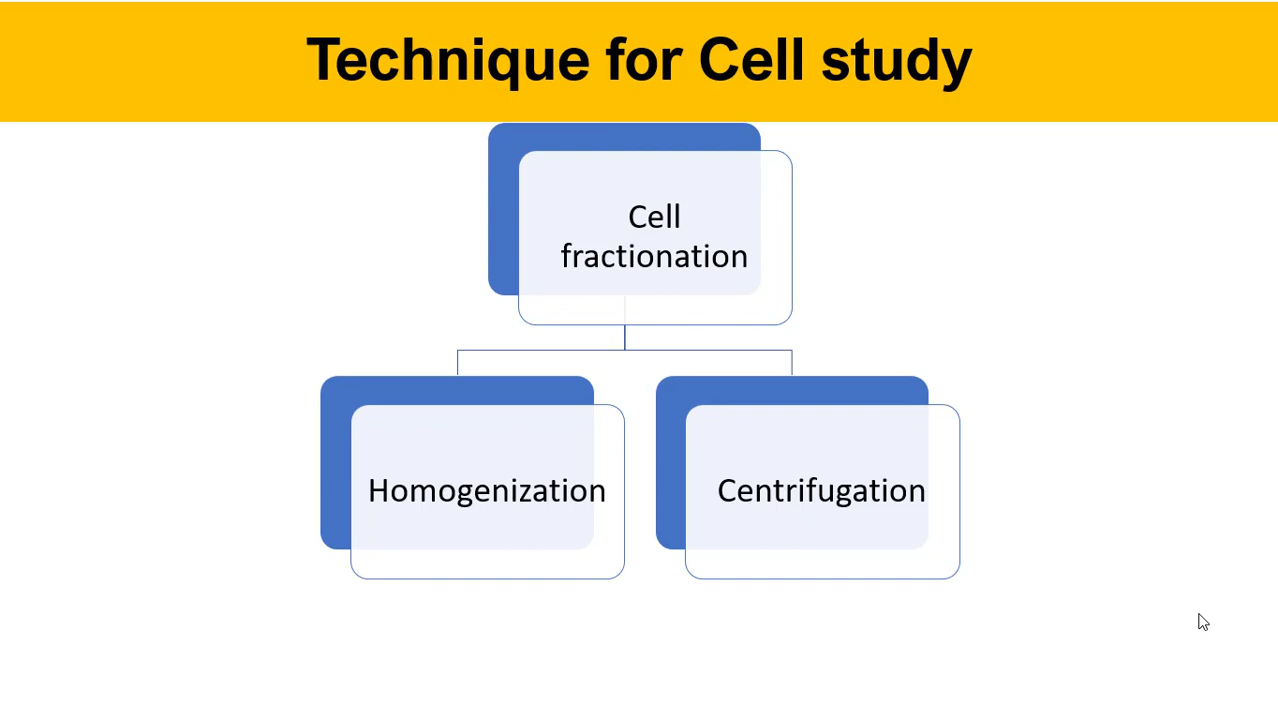 Technique for Cell study
Cell
fractionation
Homogenization
Centrifugation